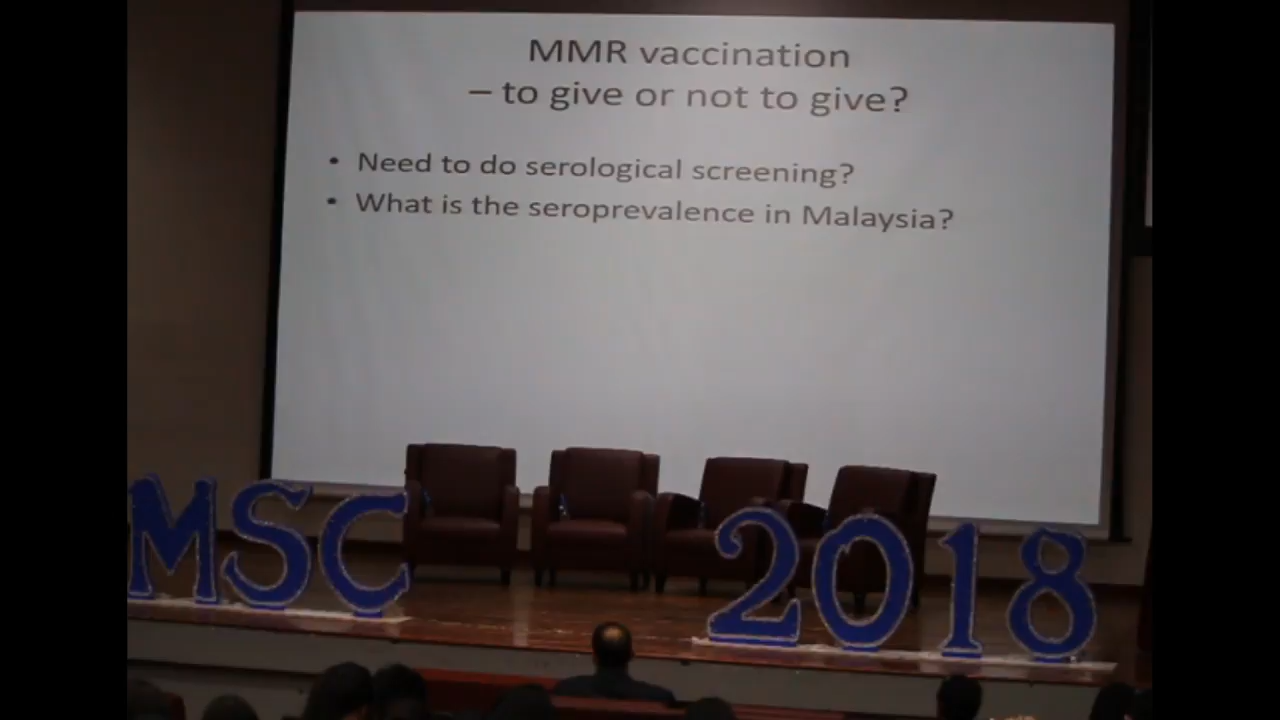 MMR vaccination
– to give or not to give?
• Need to do serological screening?
• What is the seroprevalence in Malaysia?
MSC 2018